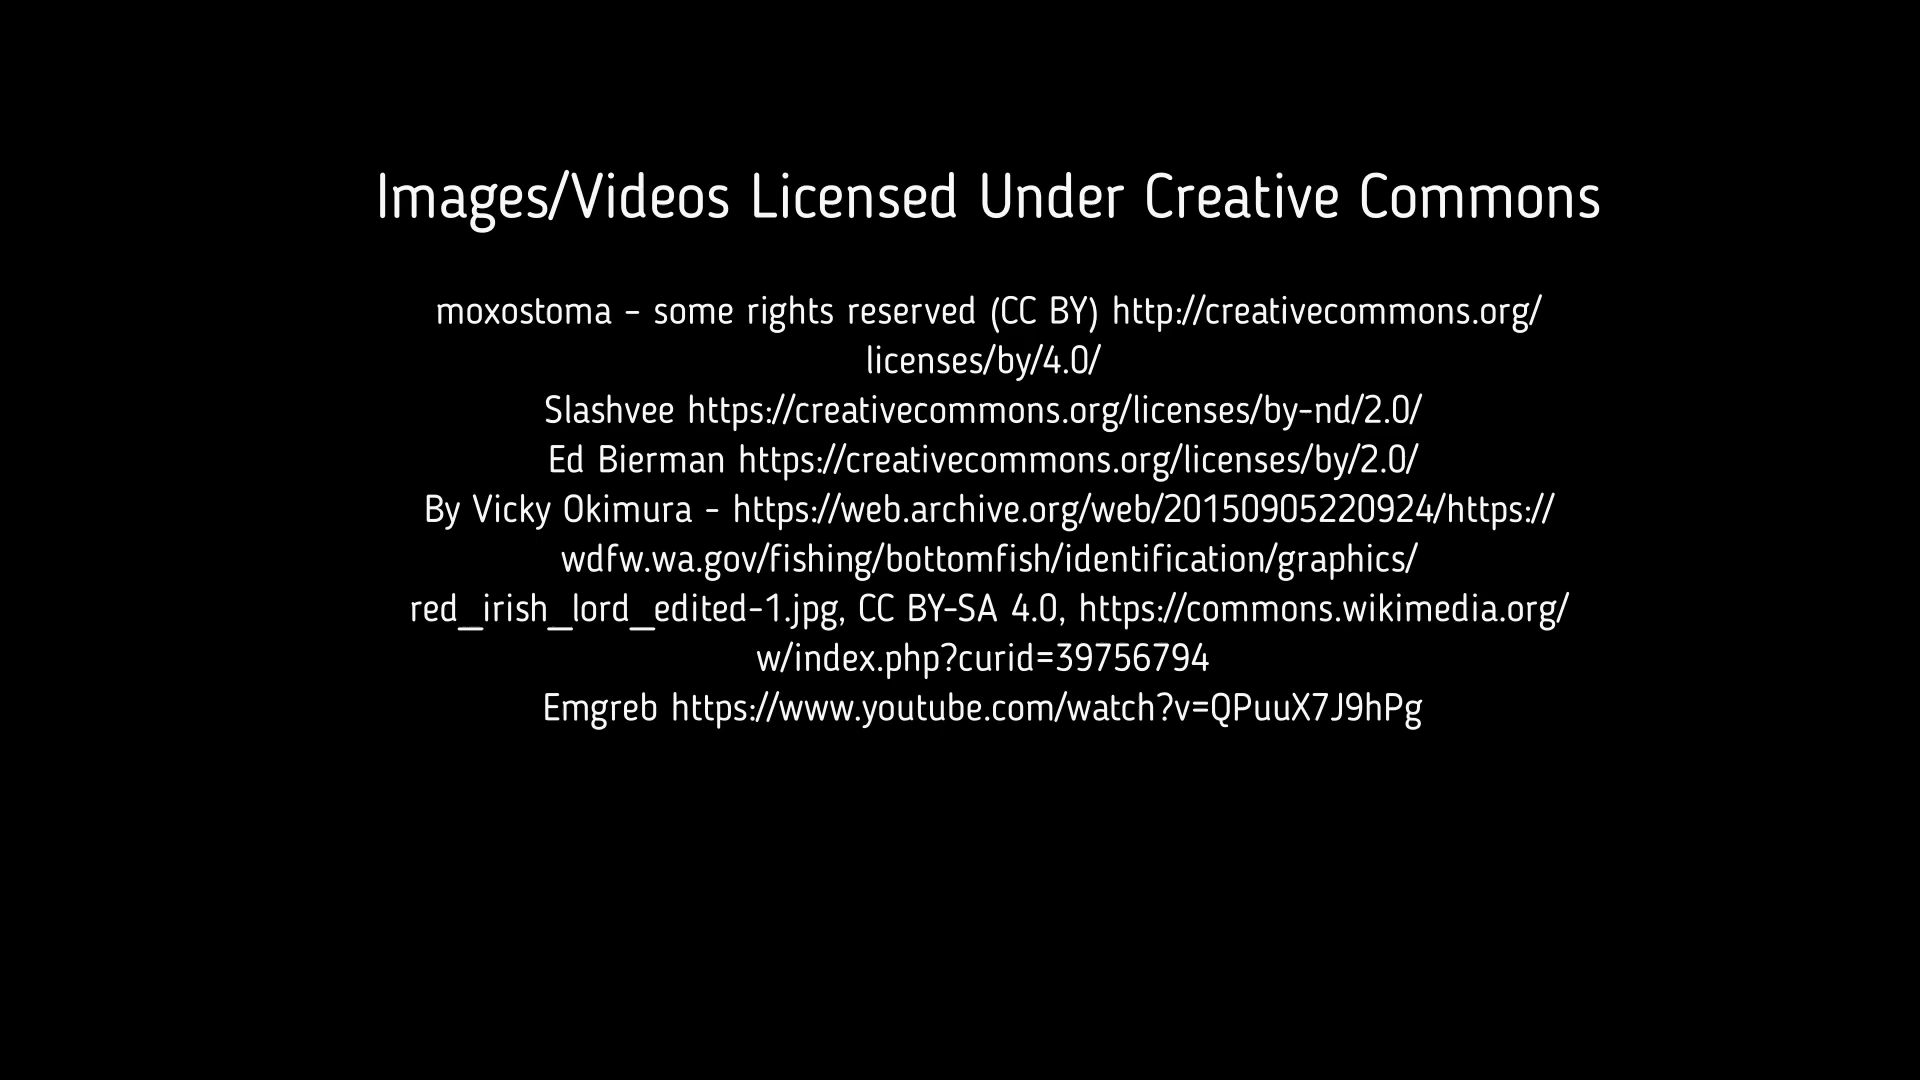 Images/Videos Licensed Under Creative Commons
moxostoma - some rights reserved (CC BY) http://creativecommons.org/
licenses/by/4.0/
Slashvee https://creativecommons.org/licenses/by-nd/2.0/
Ed Bierman https://creativecommons.org/licenses/by/2.0/
By Vicky Okimura - https://web.archive.org/web/20150905220924/https://
wdfw.wa.gov/fishing/bottomfish/identification/graphics/
red_irish_lord_edited-1.jpg, CC BY-SA 4.0, https://commons.wikimedia.org/
w/index.php?curid=39756794
Emgreb https://www.youtube.com/watch?v=QPuuX7J9hPg